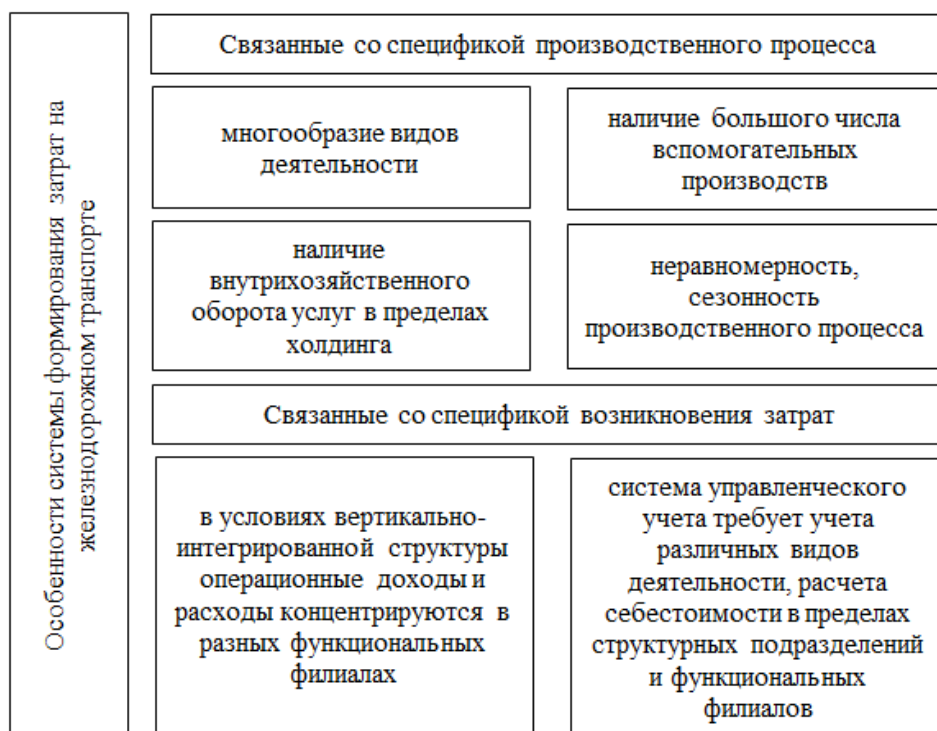 Особенности системы формирования затрат на
железнодорожном транспорте
Связанные со спецификой производственного процесса
многообразие видов
деятельности
наличие большого числа
вспомогательных
производств
наличие
внутрихозяйственного
оборота услуг в пределах
холдинга
неравномерность,
сезонность
производственного процесса
Связанные со спецификой возникновения затрат
в условиях вертикально-
интегрированной структуры
операционные доходы и
расходы концентрируются в
разных функциональных
филиалах
система управленческого
учета требует учета
различных видов
деятельности, расчета
себестоимости в пределах
структурных подразделений
и функциональных
филиалов